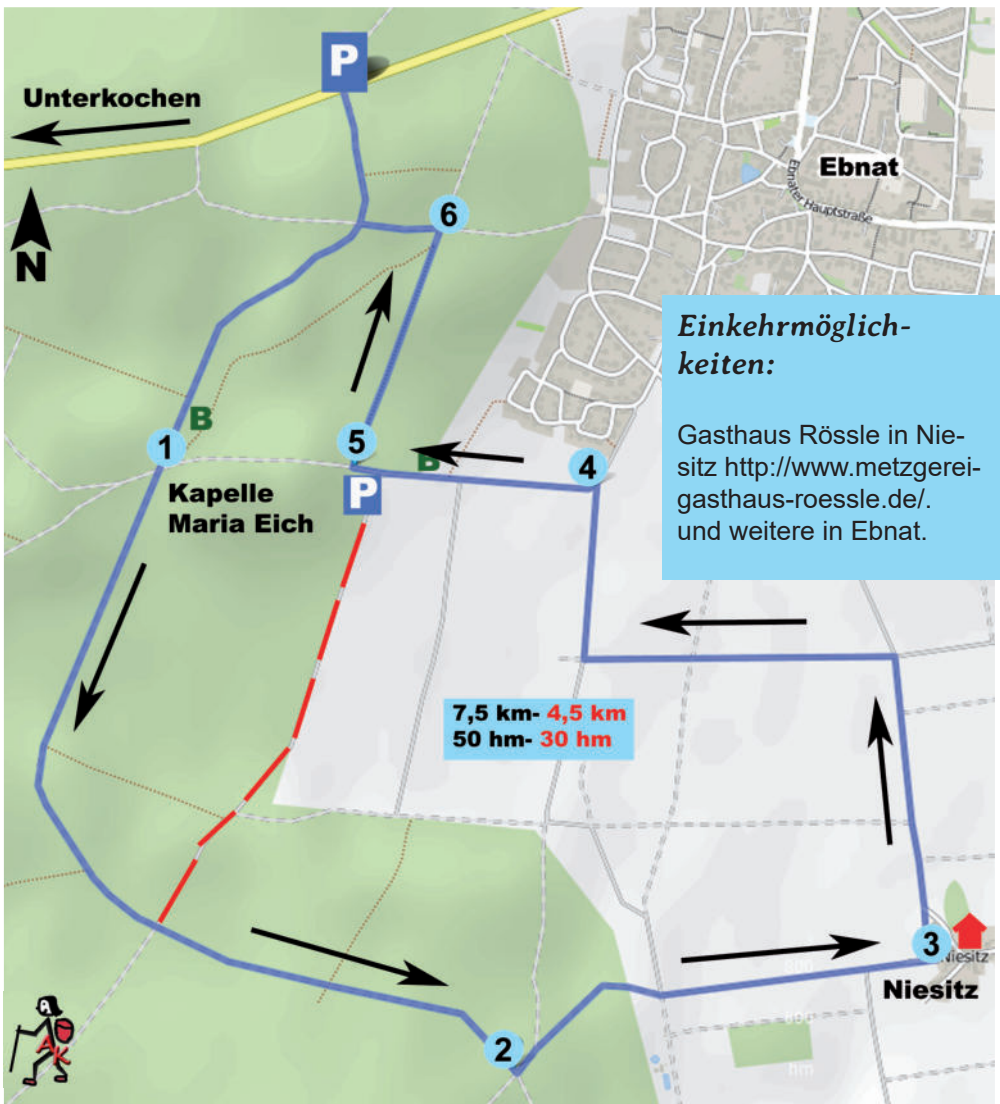 P
Unterkochen
Ebnat
Ebnater Hauptstraße
6
N
Einkehrmöglich-
keiten:
Gasthaus Rössle in Nie-
sitz http://www.metzgerei-
gasthaus-roessle.de/.
und weitere in Ebnat.
B
1
5
B
4
P
Kapelle
Maria Eich
7,5 km- 4,5 km
50 hm- 30 hm
3
Niesitz
Niesitz
600
hm
2
AK